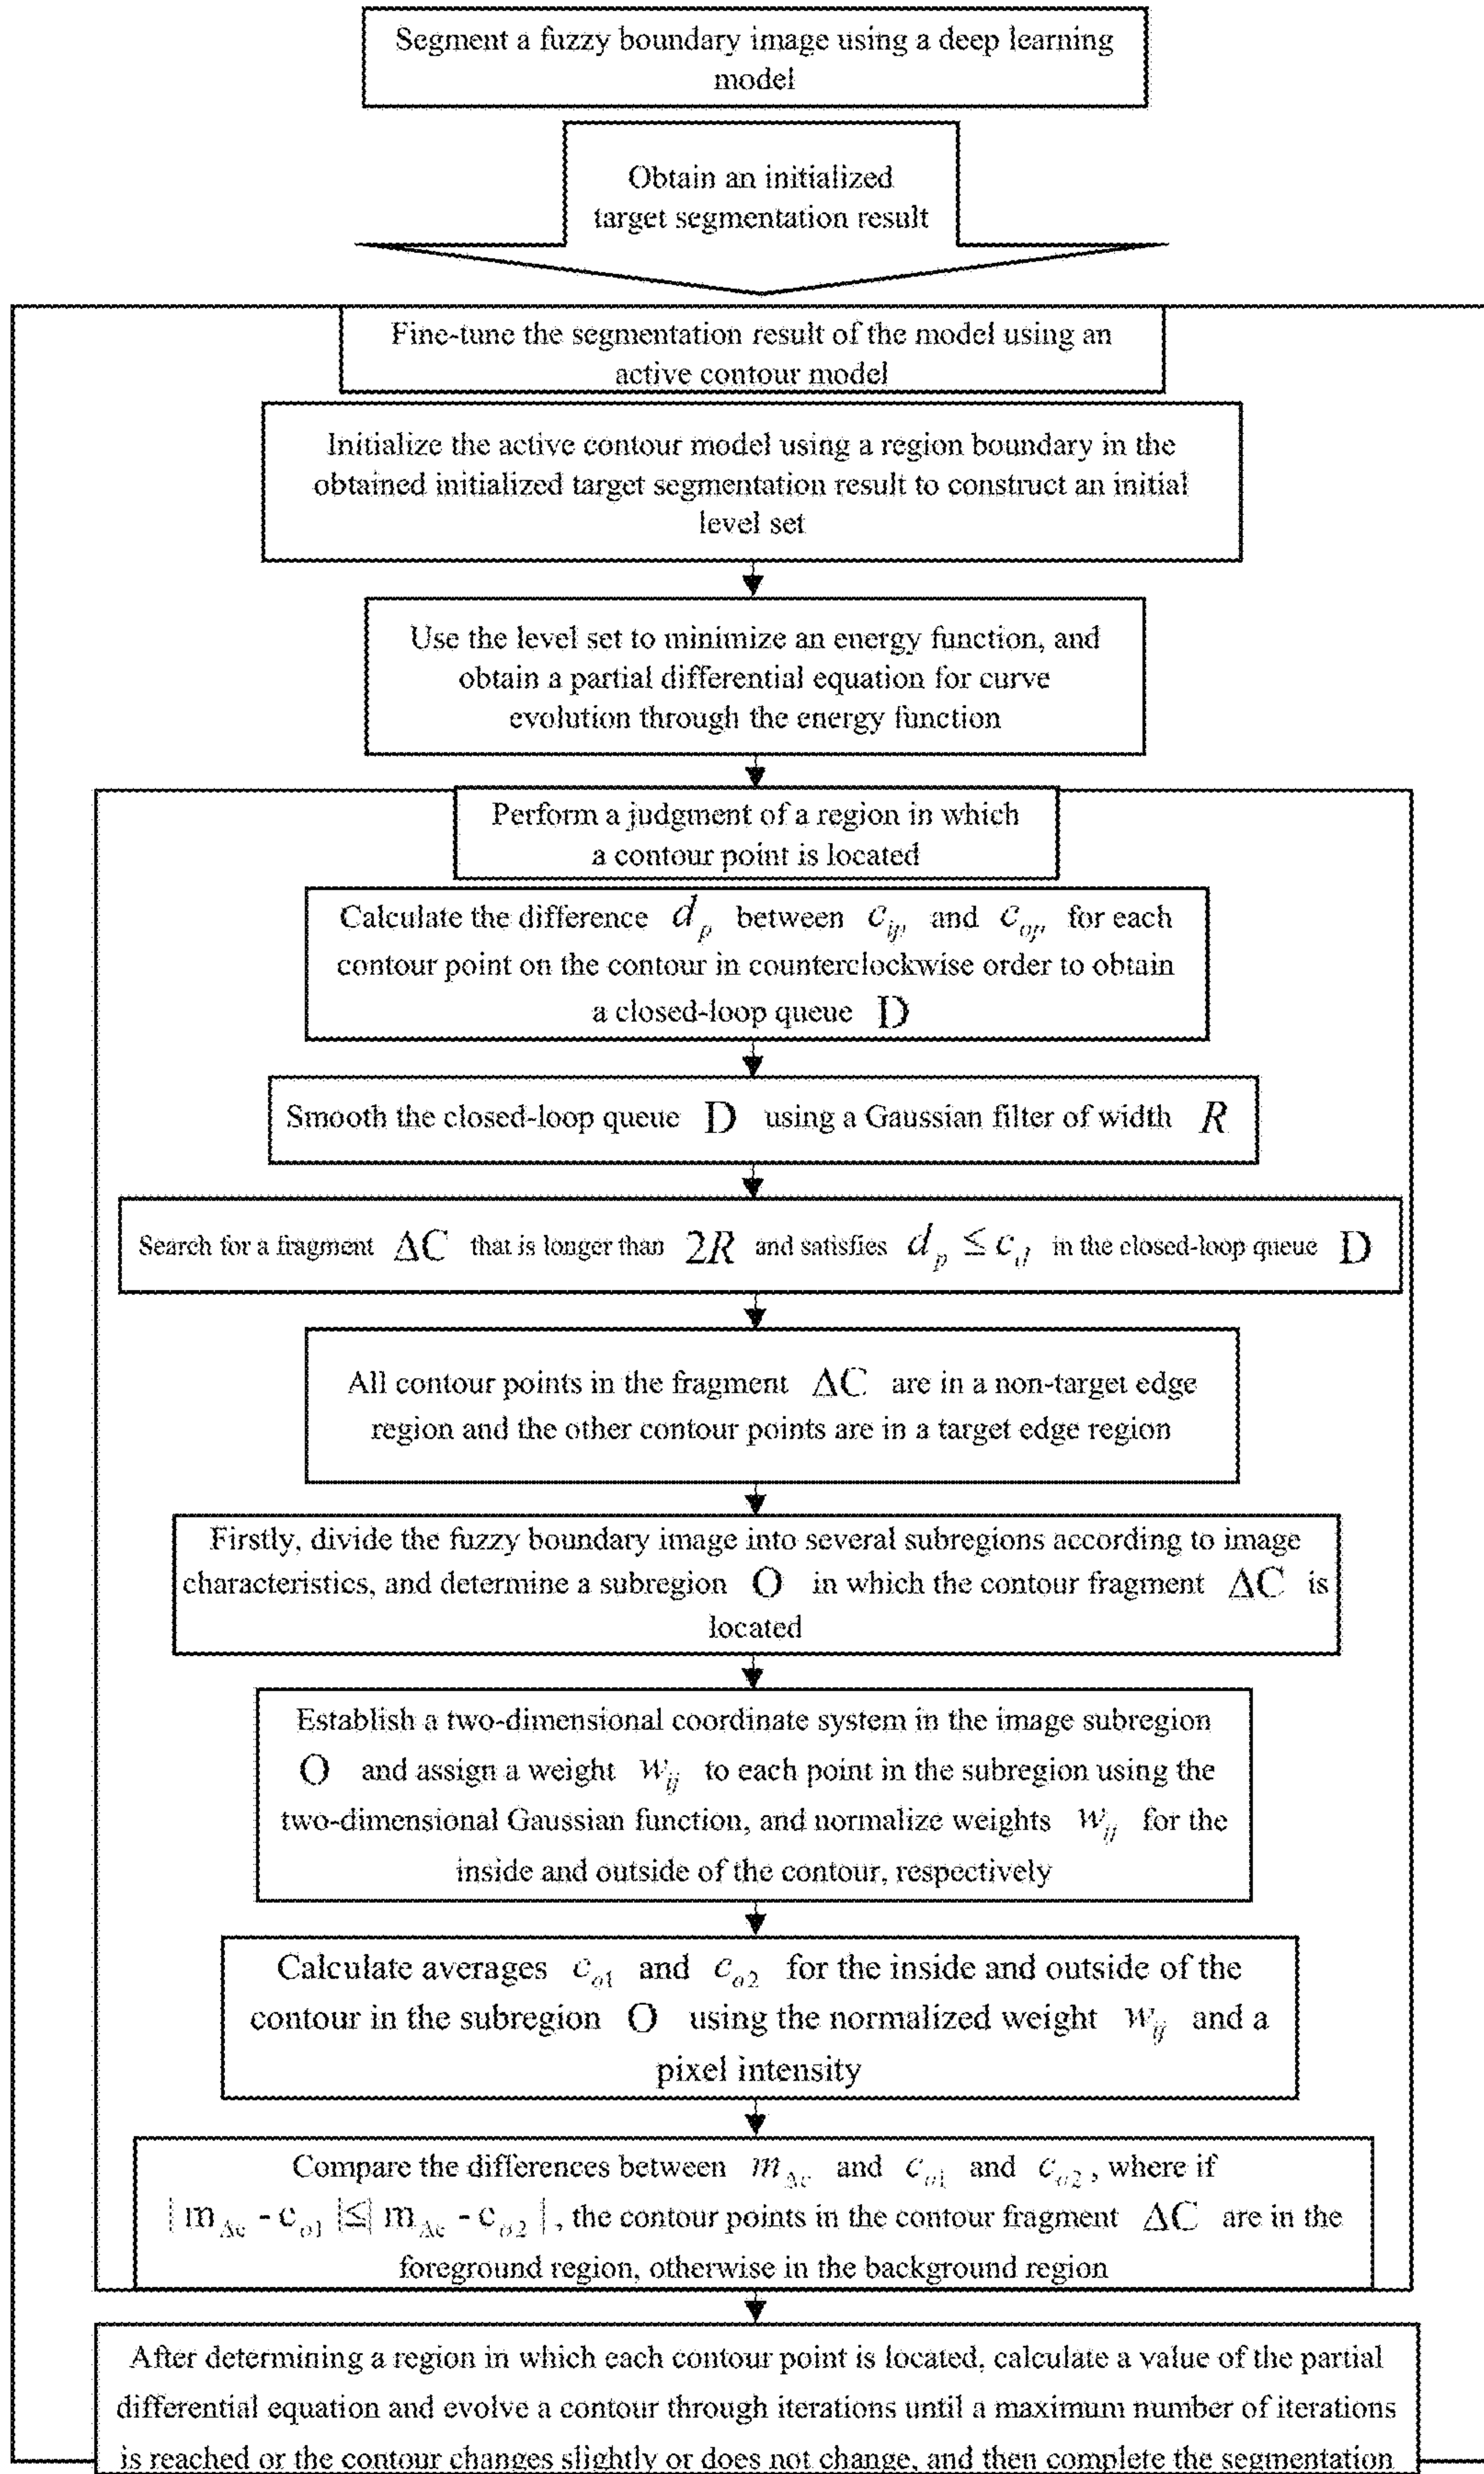 Segment a fuzzy boundary image using a deep learning
model
Obtain an initialized
target segmentation result
Fine-tune the segmentation result of the model using an
active contour model
Initialize the active contour model using a region boundary in the
obtained initialized target segmentation result to construct an initial
level set
Use the level set to minimize an energy function, and
obtain a partial differential equation for curve
evolution through the energy function
Perform a judgment of a region in which
a contour point is located
Calculate the difference d_p between c_ip and c_op for each
contour point on the contour in counterclockwise order to obtain
a closed-loop queue D
Smooth the closed-loop queue D using a Gaussian filter of width R
Search for a fragment ΔC that is longer than 2R and satisfies d_p ≤ c_d in the closed-loop queue D
All contour points in the fragment ΔC are in a non-target edge
region and the other contour points are in a target edge region
Firstly, divide the fuzzy boundary image into several subregions according to image
characteristics, and determine a subregion O in which the contour fragment ΔC is
located
Establish a two-dimensional coordinate system in the image subregion
O and assign a weight w_ij to each point in the subregion using the
two-dimensional Gaussian function, and normalize weights w_ij for the
inside and outside of the contour, respectively
Calculate averages c_o1 and c_o2 for the inside and outside of the
contour in the subregion O using the normalized weight w_ij and a
pixel intensity
Compare the differences between m_Δc and c_o1 and c_o2, where if
| m_Δc - c_o1 |≤| m_Δc - c_o2 |, the contour points in the contour fragment ΔC are in the
foreground region, otherwise in the background region
After determining a region in which each contour point is located, calculate a value of the partial
differential equation and evolve a contour through iterations until a maximum number of iterations
is reached or the contour changes slightly or does not change, and then complete the segmentation